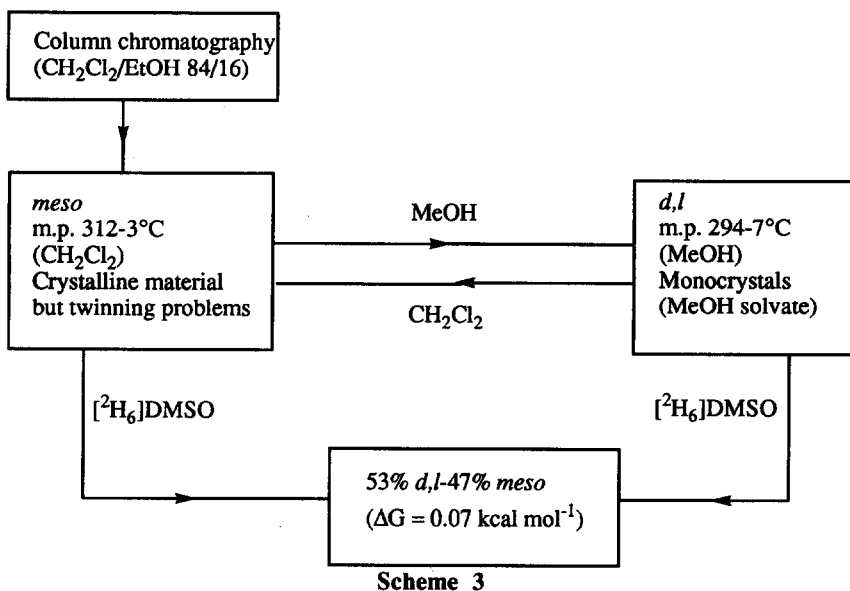 Column chromatography
(CH₂Cl₂/EtOH 84/16)
meso
m.p. 312-3°C
(CH₂Cl₂)
Crystalline material
but twinning problems
MeOH
CH₂Cl₂
d,l
m.p. 294-7°C
(MeOH)
Monocrystals
(MeOH solvate)
[²H₆]DMSO
[²H₆]DMSO
53% d,l-47% meso
(ΔG = 0.07 kcal mol⁻¹)
Scheme 3